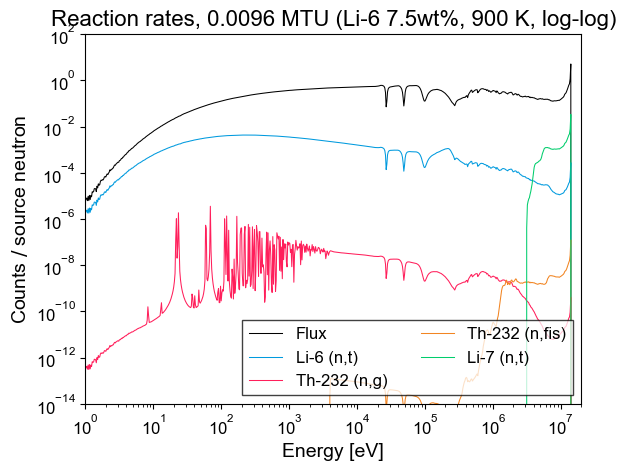 Reaction rates, 0.0096 MTU (Li-6 7.5wt%, 900 K, log-log)
Counts / source neutron
10^2
10^0
10^-2
10^-4
10^-6
10^-8
10^-10
10^-12
10^-14
Flux
Li-6 (n,t)
Th-232 (n,g)
Th-232 (n,fis)
Li-7 (n,t)
10^0 10^1 10^2 10^3 10^4 10^5 10^6 10^7
Energy [eV]